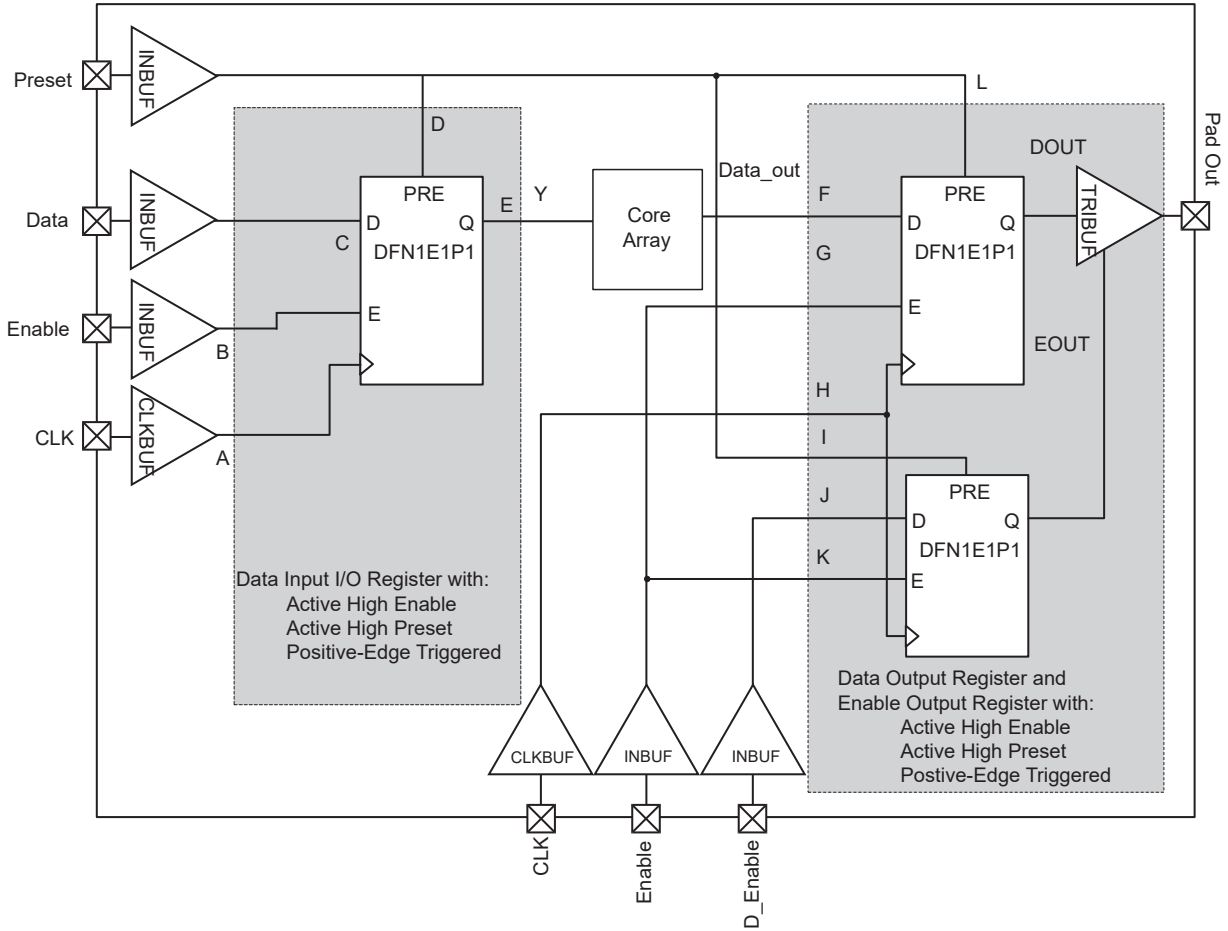 Preset
INBUF
L
D
DOUT
Pad Out
Data
INBUF
PRE
D
Q
C
DFN1E1P1
E
Y
Core
Array
Data_out
F
G
PRE
D
Q
DFN1E1P1
E
TRIBUF
EOUT
Enable
INBUF
B
E
CLK
CLKBUF
A
H
I
J
K
PRE
D
Q
DFN1E1P1
E
Data Input I/O Register with:
Active High Enable
Active High Preset
Positive-Edge Triggered
Data Output Register and
Enable Output Register with:
Active High Enable
Active High Preset
Postive-Edge Triggered
CLKBUF
INBUF
INBUF
CLK
Enable
D_Enable